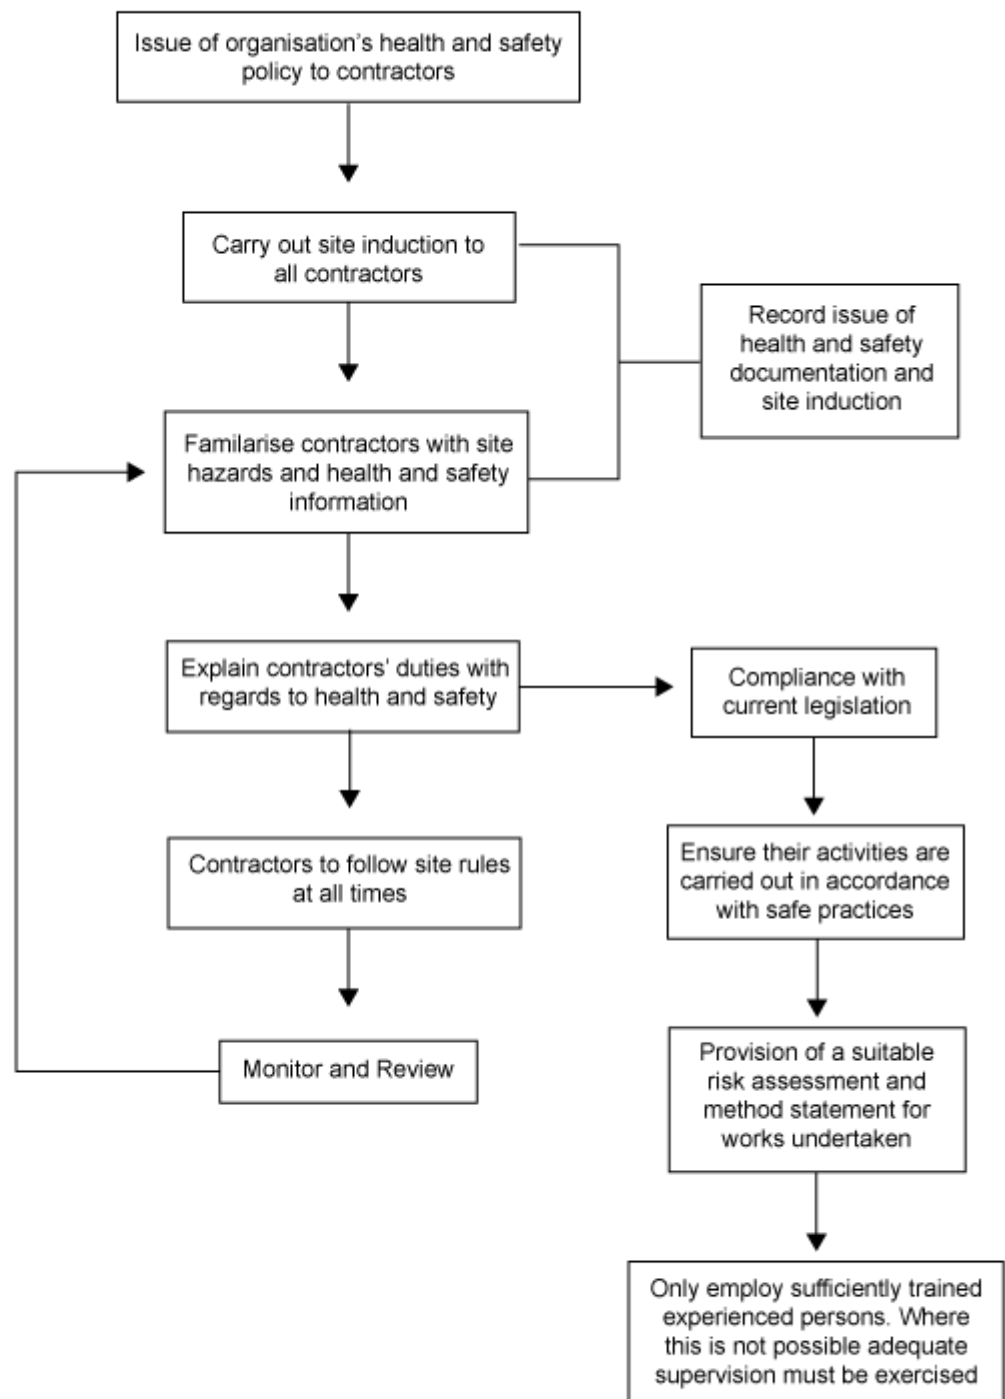 Issue of organisation's health and safety
policy to contractors
Carry out site induction to
all contractors
Record issue of
health and safety
documentation and
site induction
Familarise contractors with site
hazards and health and safety
information
Explain contractors' duties with
regards to health and safety
Compliance with
current legislation
Contractors to follow site rules
at all times
Ensure their activities are
carried out in accordance
with safe practices
Monitor and Review
Provision of a suitable
risk assessment and
method statement for
works undertaken
Only employ sufficiently trained
experienced persons. Where
this is not possible adequate
supervision must be exercised